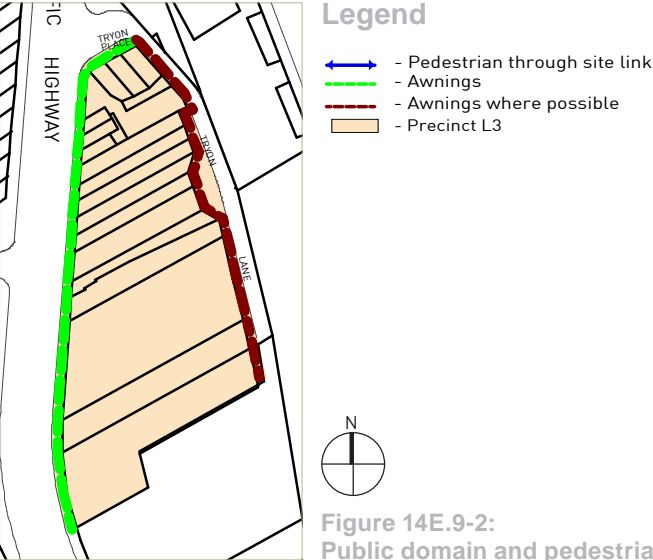 FIC
HIGHWAY
TRYON
PLACE
TRYON
LANE
Legend
- Pedestrian through site link
- Awnings
- Awnings where possible
- Precinct L3
N
Figure 14E.9-2:
Public domain and pedestria